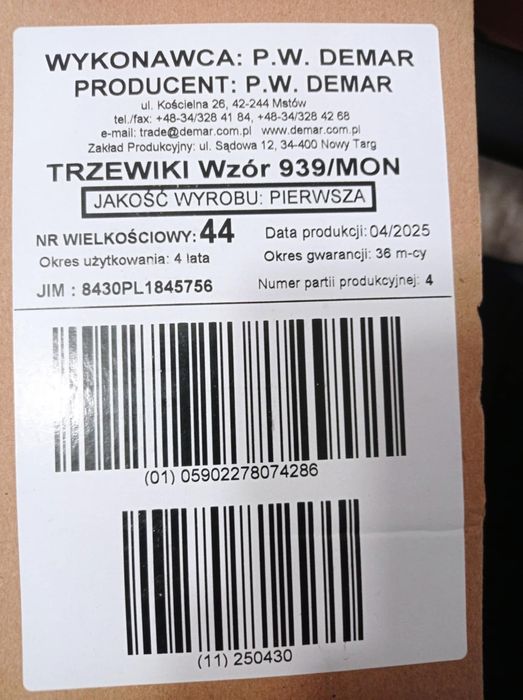 WYKONAWCA: P.W. DEMAR
PRODUCENT: P.W. DEMAR
ul. Kościelna 26, 42-244 Mstów
tel./fax: +48-34/328 41 84, +48-34/328 42 68
e-mail: trade@demar.com.pl www.demar.com.pl
Zakład Produkcyjny: ul. Sądowa 12, 34-400 Nowy Targ
TRZEWIKI Wzór 939/MON
JAKOŚĆ WYROBU: PIERWSZA
NR WIELKOŚCIOWY: 44 Data produkcji: 04/2025
Okres użytkowania: 4 lata Okres gwarancji: 36 m-cy
JIM : 8430PL1845756 Numer partii produkcyjnej: 4
(01) 05902278074286
(11) 250430